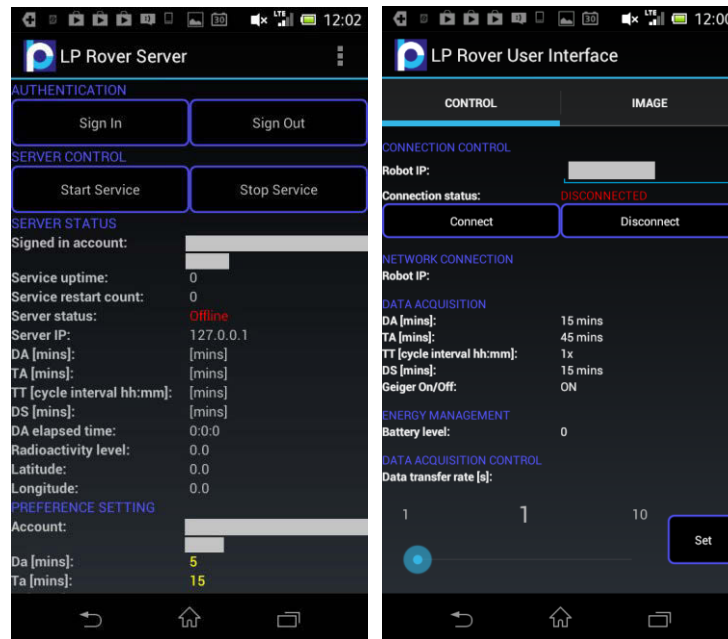 30 LTE 12:02
LP Rover Server
AUTHENTICATION
Sign In Sign Out
SERVER CONTROL
Start Service Stop Service
SERVER STATUS
Signed in account:
Service uptime: 0
Service restart count: 0
Server status: Offline
Server IP: 127.0.0.1
DA [mins]: [mins]
TA [mins]: [mins]
TT [cycle interval hh:mm]: [mins]
DS [mins]: [mins]
DA elapsed time: 0:0:0
Radioactivity level: 0.0
Latitude: 0.0
Longitude: 0.0
PREFERENCE SETTING
Account:
Da [mins]: 5
Ta [mins]: 15
30 LTE 12:00
LP Rover User Interface
CONTROL IMAGE
CONNECTION CONTROL
Robot IP:
Connection status: DISCONNECTED
Connect Disconnect
NETWORK CONNECTION
Robot IP:
DATA ACQUISITION
DA [mins]: 15 mins
TA [mins]: 45 mins
TT [cycle interval hh:mm]: 1x
DS [mins]: 15 mins
Geiger On/Off: ON
ENERGY MANAGEMENT
Battery level: 0
DATA ACQUISITION CONTROL
Data transfer rate [s]:
1 1 10
Set